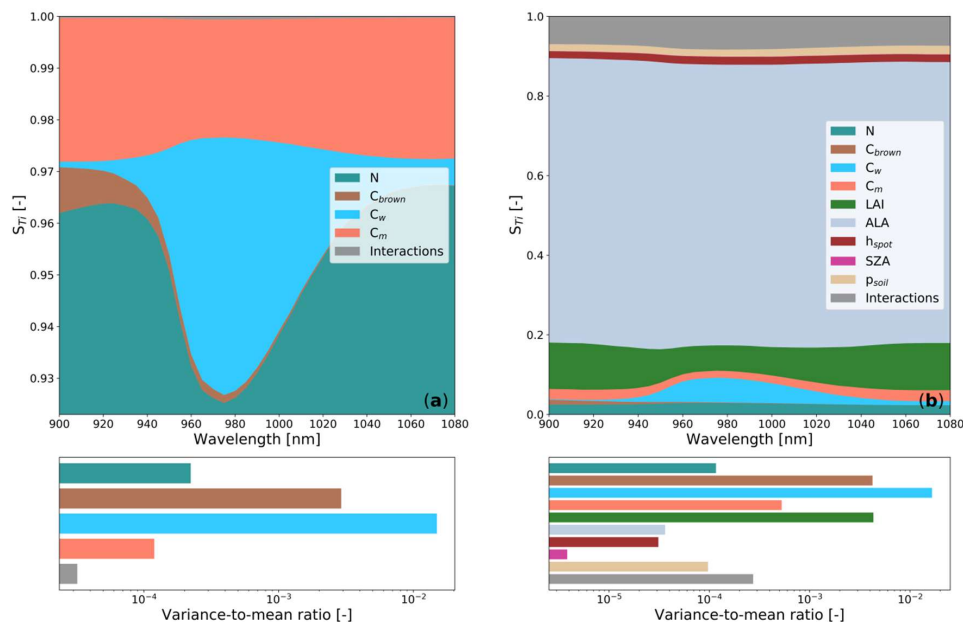 1.00
0.99
0.98
0.97
0.96
0.95
0.94
0.93
S_Ti [-]
N
C_brown
C_w
C_m
Interactions
(a)
900 920 940 960 980 1000 1020 1040 1060 1080
Wavelength [nm]
10^-4 10^-3 10^-2
Variance-to-mean ratio [-]
1.0
0.8
0.6
0.4
0.2
0.0
S_Ti [-]
N
C_brown
C_w
C_m
LAI
ALA
h_spot
SZA
p_soil
Interactions
(b)
900 920 940 960 980 1000 1020 1040 1060 1080
Wavelength [nm]
10^-5 10^-4 10^-3 10^-2
Variance-to-mean ratio [-]